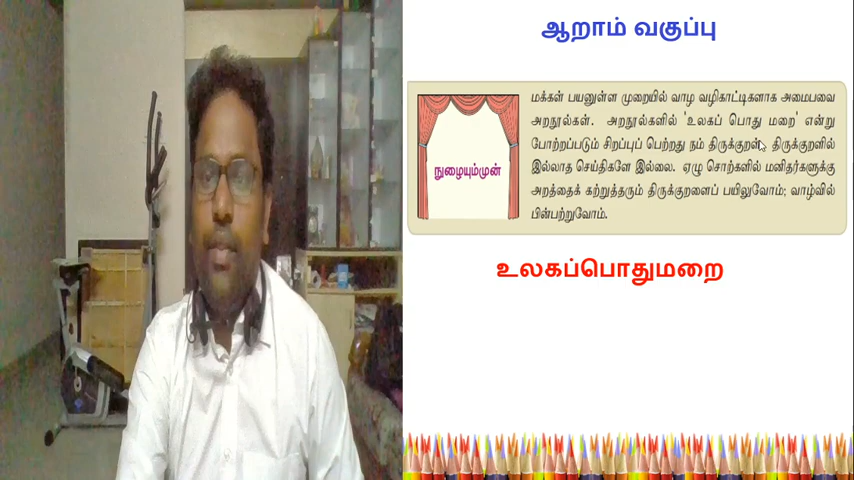 ஆறாம் வகுப்பு
நுழையும்முன்
மக்கள் பயனுள்ள முறையில் வாழ வழிகாட்டிகளாக அமைபவை
அறநூல்கள். அறநூல்களில் 'உலகப் பொது மறை' என்று
போற்றப்படும் சிறப்புப் பெற்றது நம் திருக்குறள். திருக்குறளில்
இல்லாத செய்திகளே இல்லை. ஏழு சொற்களில் மனிதர்களுக்கு
அறத்தைக் கற்றுத்தரும் திருக்குறளைப் பயிலுவோம்; வாழ்வில்
பின்பற்றுவோம்.
உலகப்பொதுமறை